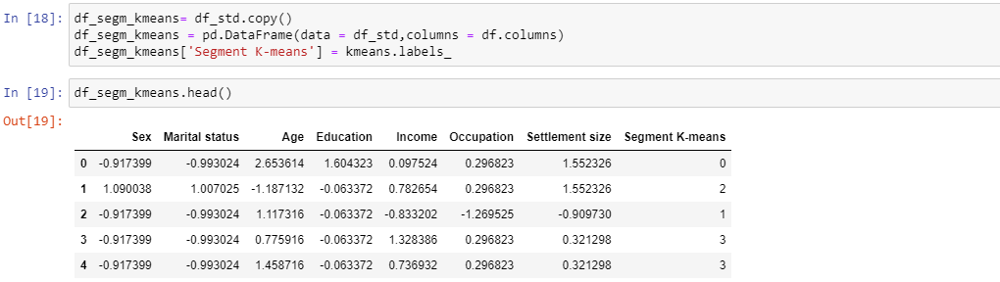 In [18]: df_segm_kmeans= df_std.copy()
df_segm_kmeans = pd.DataFrame(data = df_std,columns = df.columns)
df_segm_kmeans['Segment K-means'] = kmeans.labels_
In [19]: df_segm_kmeans.head()
Out[19]:
Sex Marital status Age Education Income Occupation Settlement size Segment K-means
0 -0.917399 -0.993024 2.653614 1.604323 0.097524 0.296823 1.552326 0
1 1.090038 1.007025 -1.187132 -0.063372 0.782654 0.296823 1.552326 2
2 -0.917399 -0.993024 1.117316 -0.063372 -0.833202 -1.269525 -0.909730 1
3 -0.917399 -0.993024 0.775916 -0.063372 1.328386 0.296823 0.321298 3
4 -0.917399 -0.993024 1.458716 -0.063372 0.736932 0.296823 0.321298 3